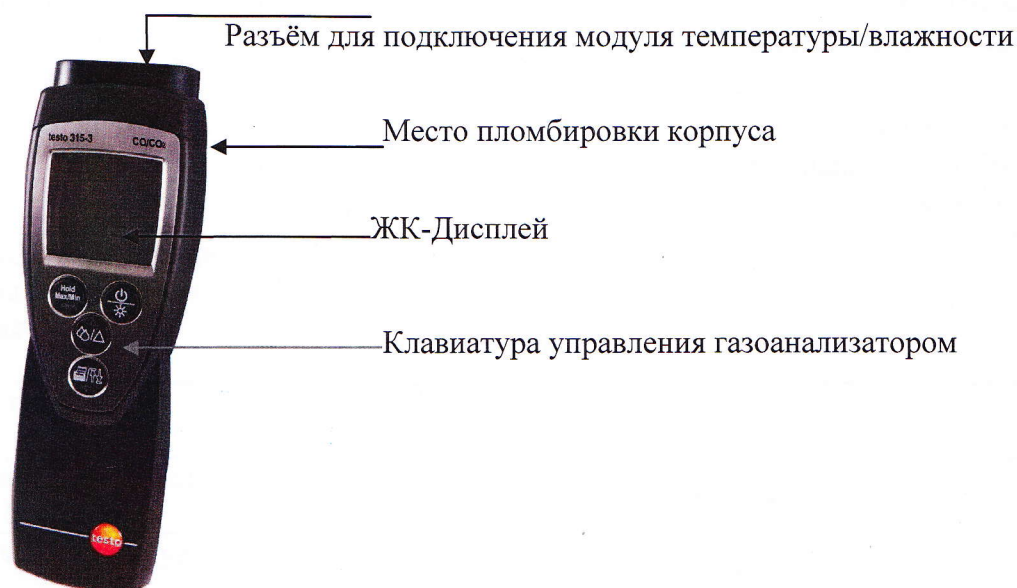 Разъём для подключения модуля температуры/влажности
Место пломбировки корпуса
testo 315-3 CO/CO₂
ЖК-Дисплей
Hold
Max/Min
Клавиатура управления газоанализатором
testo